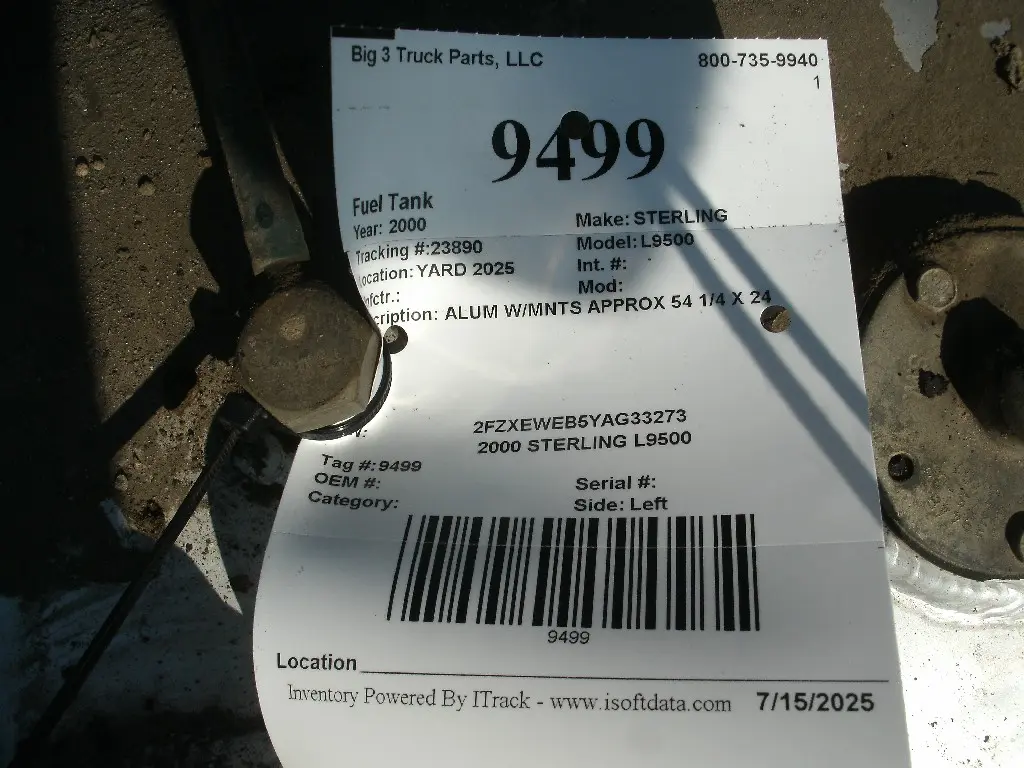 Big 3 Truck Parts, LLC 800-735-9940
1
9499
Fuel Tank
Year: 2000 Make: STERLING
Tracking #:23890 Model: L9500
ocation: YARD 2025 Int. #:
nfctr.: Mod:
cription: ALUM W/MNTS APPROX 54 1/4 X 24
2FZXEWEB5YAG33273
2000 STERLING L9500
Tag #: 9499
OEM #: Serial #:
Category: Side: Left
9499
Location
Inventory Powered By ITrack - www.isoftdata.com 7/15/2025